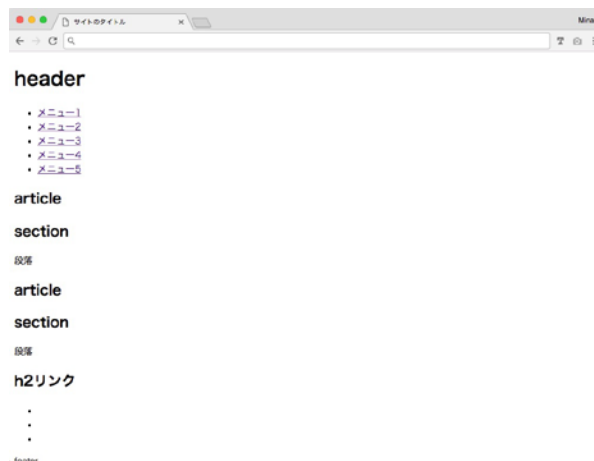 サイトのタイトル
Mina
header
メニュー1
メニュー2
メニュー3
メニュー4
メニュー5
article
section
段落
article
section
段落
h2リンク
footer